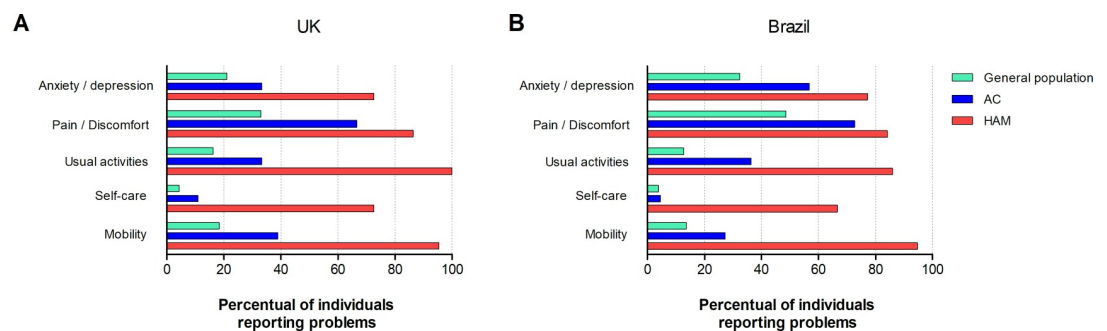 A
UK
Anxiety / depression
Pain / Discomfort
Usual activities
Self-care
Mobility
0 20 40 60 80 100
Percentual of individuals
reporting problems
B
Brazil
Anxiety / depression
Pain / Discomfort
Usual activities
Self-care
Mobility
0 20 40 60 80 100
Percentual of individuals
reporting problems
General population
AC
HAM